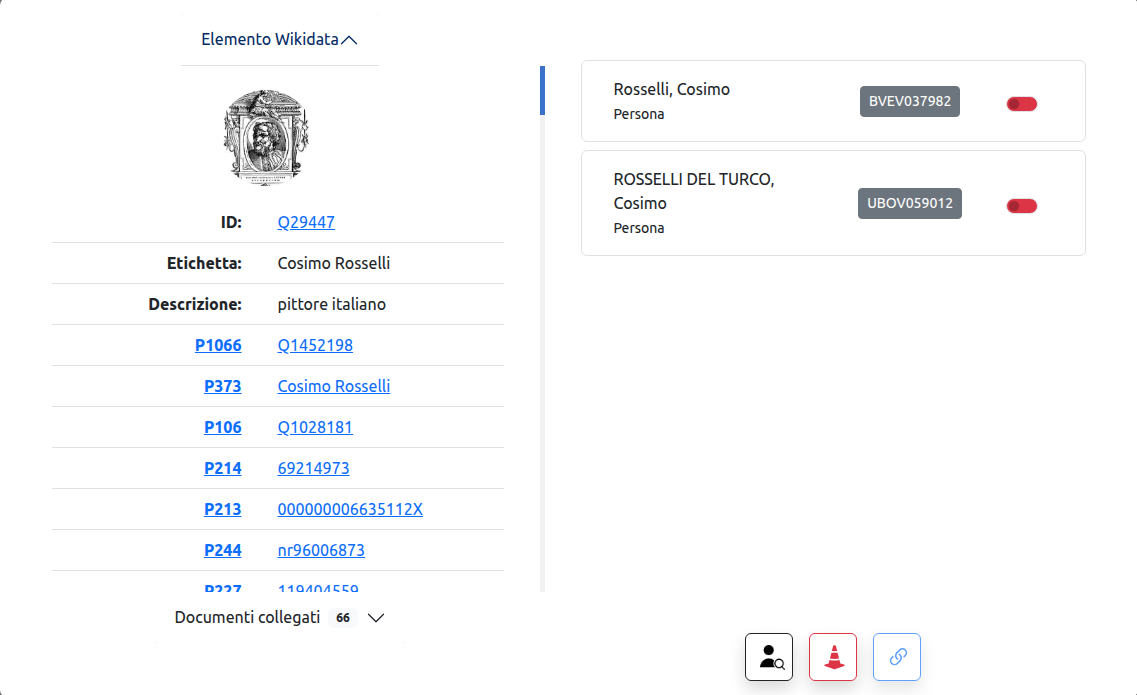 Elemento Wikidata
ID: Q29447
Etichetta: Cosimo Rosselli
Descrizione: pittore italiano
P1066 Q1452198
P373 Cosimo Rosselli
P106 Q1028181
P214 69214973
P213 000000006635112X
P244 nr96006873
P227 119404559
Documenti collegati 66
Rosselli, Cosimo
Persona
BVEV037982
ROSSELLI DEL TURCO,
Cosimo
Persona
UBOV059012